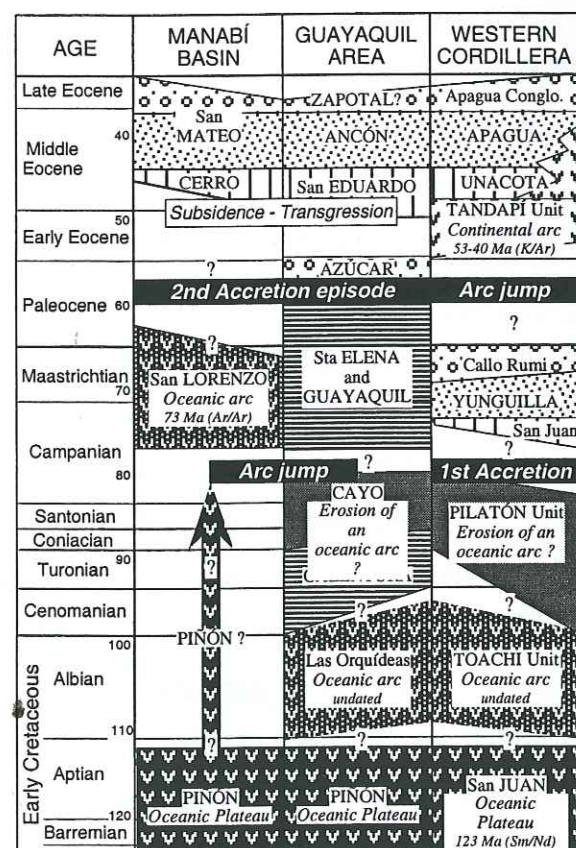 AGE
MANABÍ
BASIN
GUAYAQUIL
AREA
WESTERN
CORDILLERA
Late Eocene
ZAPOTAL?
Apagua Conglo.
San
MATEO
ANCÓN
APAGUA
40
Middle
Eocene
CERRO
San EDUARDO
UNACOTA
Subsidence - Transgression
50
TANDAPÍ Unit
Continental arc
53-40 Ma (K/Ar)
Early Eocene
?
AZÚCAR
2nd Accretion episode
Arc jump
Paleocene
60
?
?
Sta ELENA
and
GUAYAQUIL
Callo Rumi
Maastrichtian
San LORENZO
Oceanic arc
73 Ma (Ar/Ar)
70
YUNGUILLA
San Juan
?
Campanian
?
Arc jump
1st Accretion
80
CAYO
Erosion of
an
oceanic arc
?
PILATÓN Unit
Erosion of an
oceanic arc ?
Santonian
Coniacian
90
?
Turonian
Cenomanian
?
?
100
PIÑÓN ?
Early Cretaceous
Albian
Las Orquídeas
Oceanic arc
undated
TOACHI Unit
Oceanic arc
undated
110
?
?
?
Aptian
PIÑÓN
Oceanic Plateau
PIÑÓN
Oceanic Plateau
San JUAN
Oceanic
Plateau
123 Ma (Sm/Nd)
120
Barremian